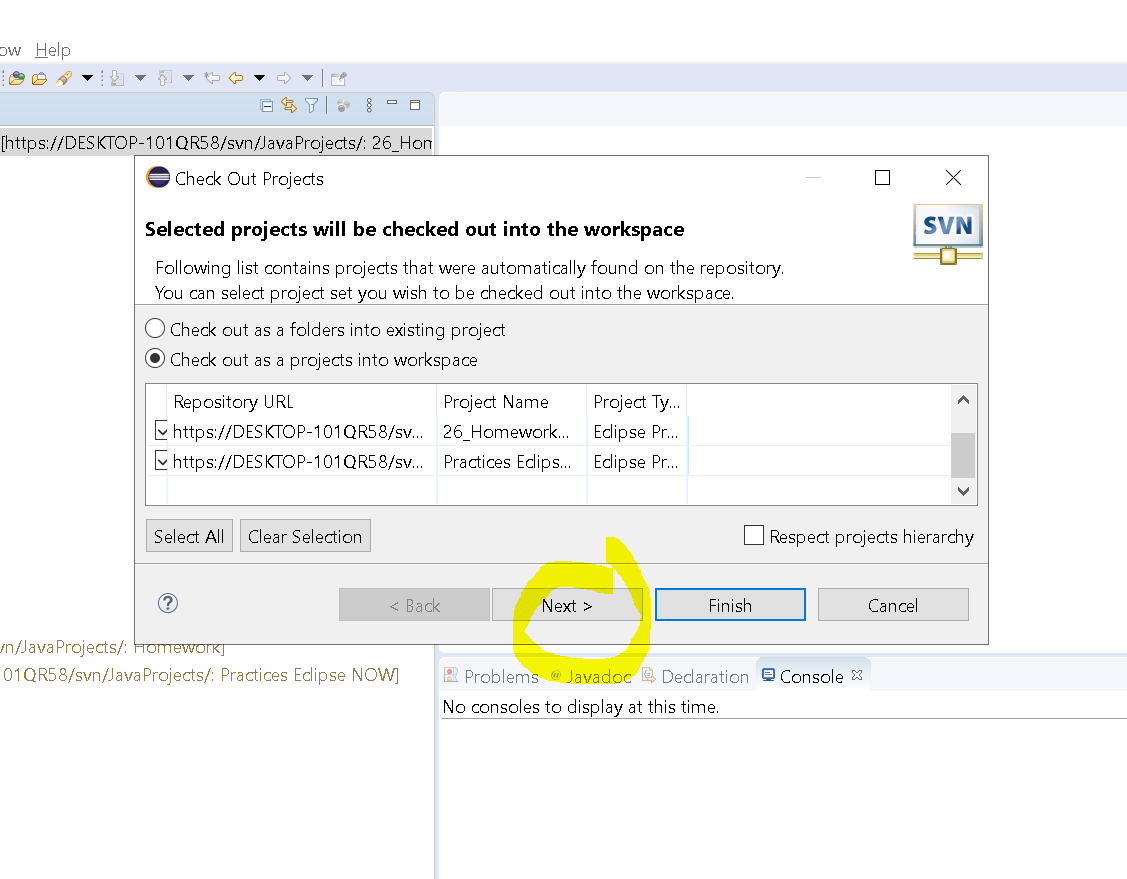 ow Help
[https://DESKTOP-101QR58/svn/JavaProjects/: 26_Hom
Check Out Projects
Selected projects will be checked out into the workspace
SVN
Following list contains projects that were automatically found on the repository.
You can select project set you wish to be checked out into the workspace.
Check out as a folders into existing project
Check out as a projects into workspace
Repository URL Project Name Project Ty...
https://DESKTOP-101QR58/sv... 26_Homework... Eclipse Pr...
https://DESKTOP-101QR58/sv... Practices Eclips... Eclipse Pr...
Select All Clear Selection Respect projects hierarchy
? < Back Next > Finish Cancel
vn/JavaProjects/: Homework]
01QR58/svn/JavaProjects/: Practices Eclipse NOW]
Problems @ Javadoc Declaration Console
No consoles to display at this time.